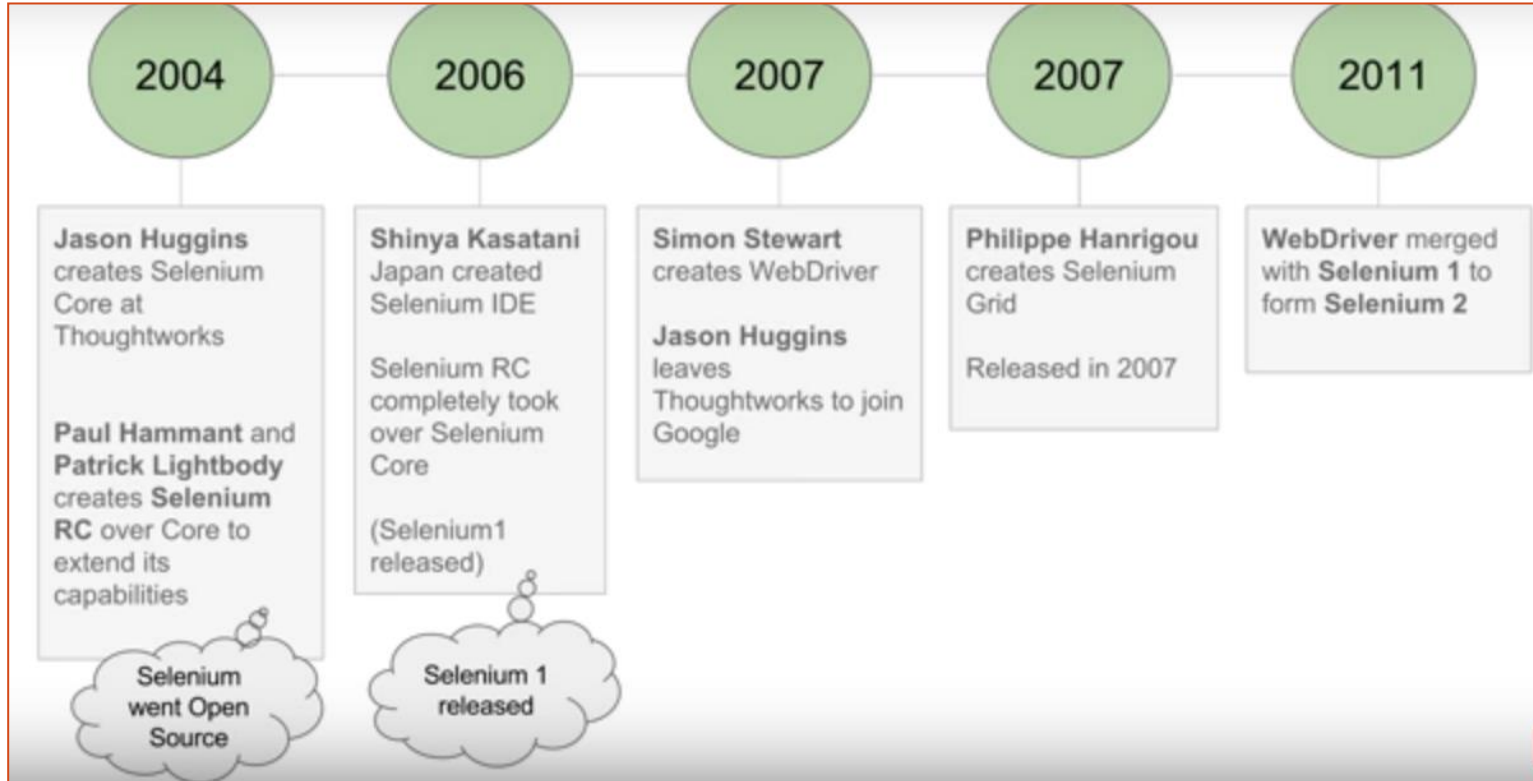 2004
2006
2007
2007
2011
Jason Huggins
creates Selenium
Core at
Thoughtworks
Paul Hammant and
Patrick Lightbody
creates Selenium
RC over Core to
extend its
capabilities
Selenium
went Open
Source
Shinya Kasatani
Japan created
Selenium IDE
Selenium RC
completely took
over Selenium
Core
(Selenium1
released)
Selenium 1
released
Simon Stewart
creates WebDriver
Jason Huggins
leaves
Thoughtworks to join
Google
Philippe Hanrigou
creates Selenium
Grid
Released in 2007
WebDriver merged
with Selenium 1 to
form Selenium 2